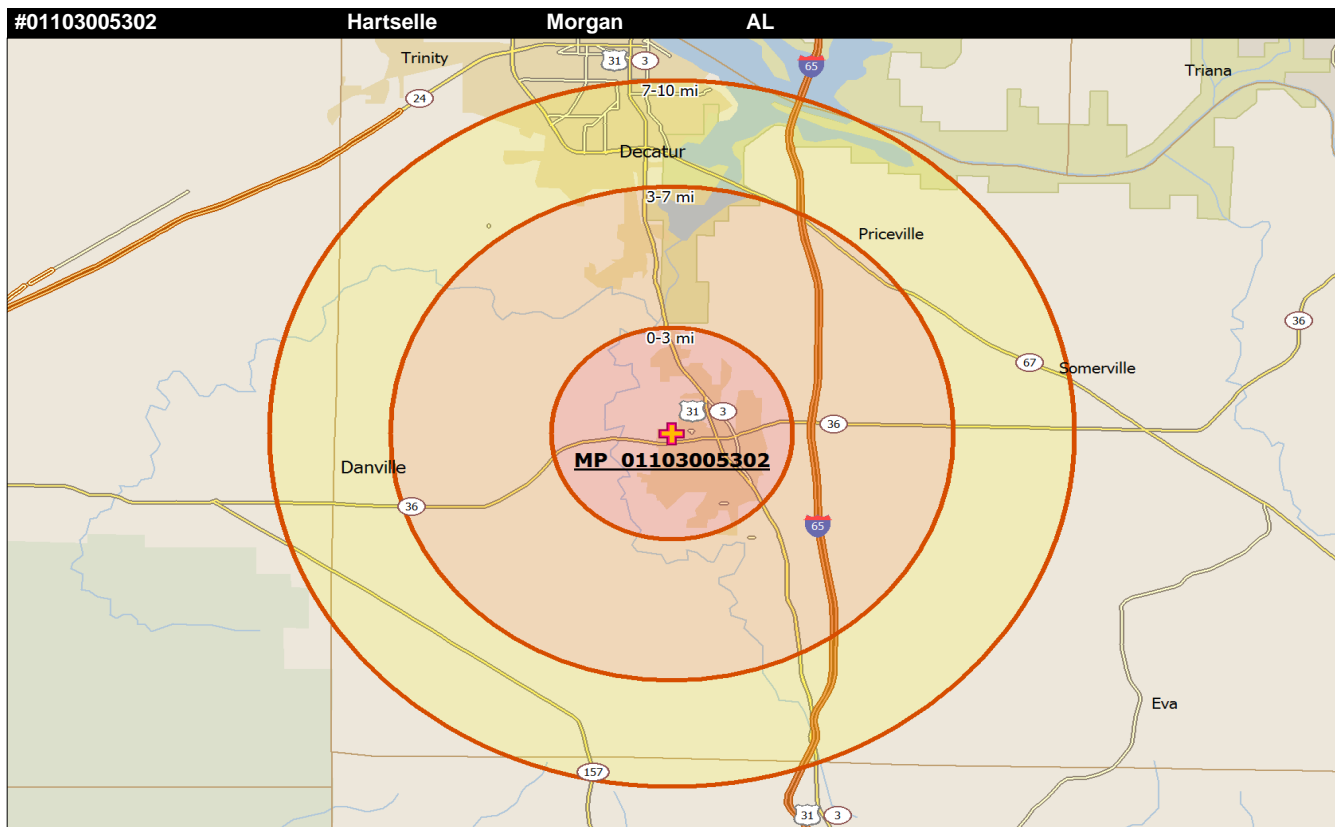 #01103005302 Hartselle Morgan AL
Trinity
31 3
65
Triana
24
7-10 mi
Decatur
3-7 mi
Priceville
36
0-3 mi
67
Somerville
31 3
36
MP 01103005302
Danville
36
65
Eva
157
31 3